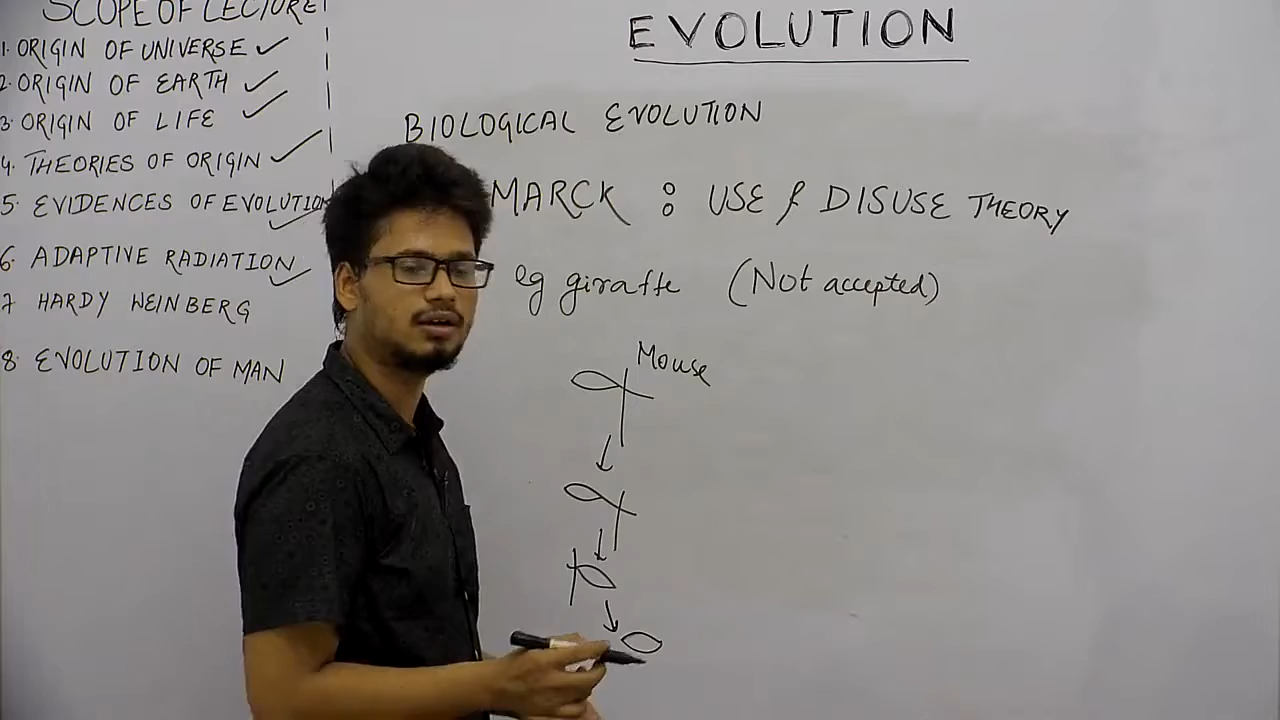 SCOPE OF LECTURE
1. ORIGIN OF UNIVERSE
2. ORIGIN OF EARTH
3. ORIGIN OF LIFE
4. THEORIES OF ORIGIN
5. EVIDENCES OF EVOLUTION
6. ADAPTIVE RADIATION
7 HARDY WEINBERG
8. EVOLUTION OF MAN
EVOLUTION
BIOLOGICAL EVOLUTION
MARCK : USE & DISUSE THEORY
eg giraffe (Not accepted)
Mouse